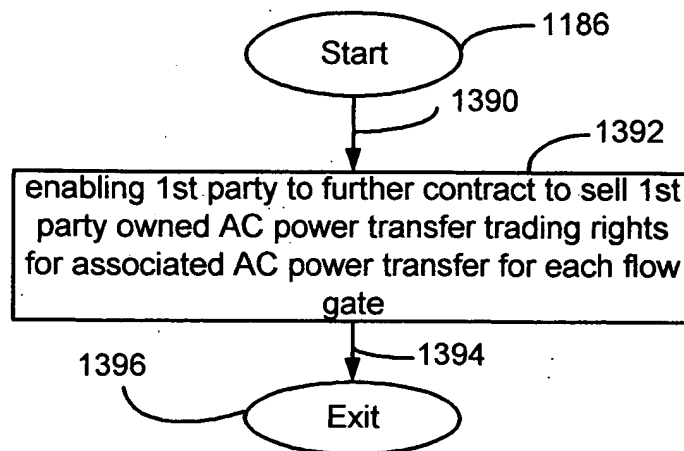 Start
1186
1390
1392
enabling 1st party to further contract to sell 1st
party owned AC power transfer trading rights
for associated AC power transfer for each flow
gate
1394
1396
Exit